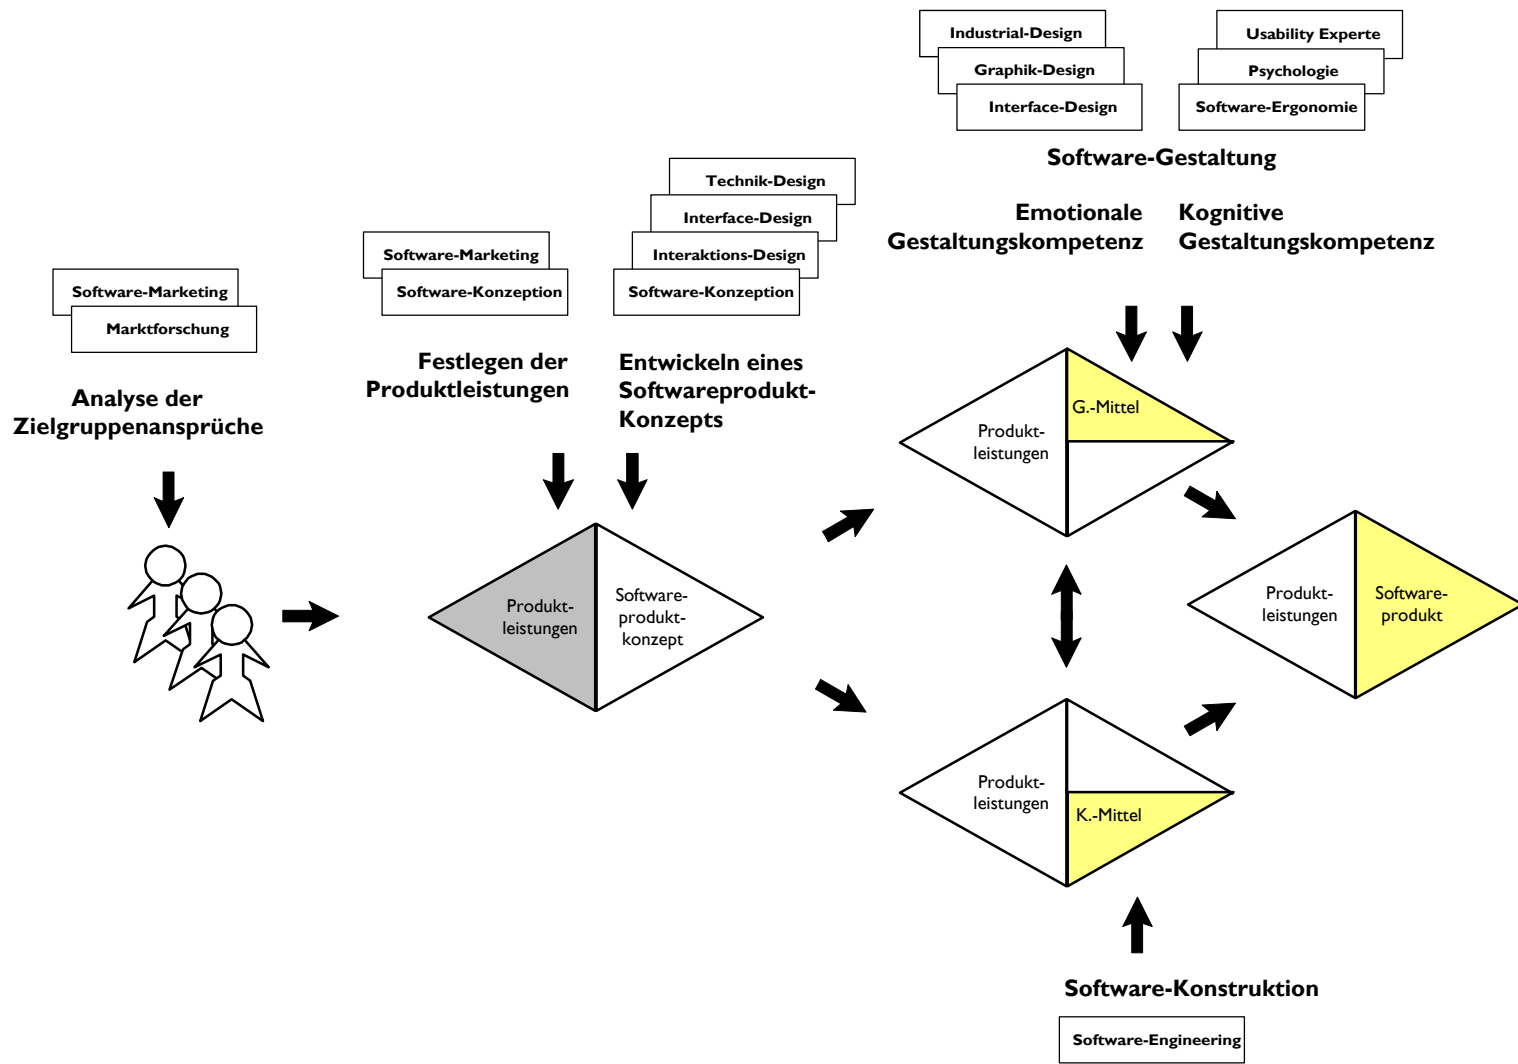 Industrial-Design
Graphik-Design
Interface-Design
Usability Experte
Psychologie
Software-Ergonomie
Software-Gestaltung
Emotionale
Gestaltungskompetenz
Kognitive
Gestaltungskompetenz
Technik-Design
Interface-Design
Interaktions-Design
Software-Konzeption
Software-Marketing
Software-Konzeption
Software-Marketing
Marktforschung
Analyse der
Zielgruppenansprüche
Festlegen der
Produktleistungen
Entwickeln eines
Softwareprodukt-
Konzepts
Produkt-
leistungen
G.-Mittel
Produkt-
leistungen
Software-
produkt-
konzept
Produkt-
leistungen
Software-
produkt
Produkt-
leistungen
K.-Mittel
Software-Konstruktion
Software-Engineering